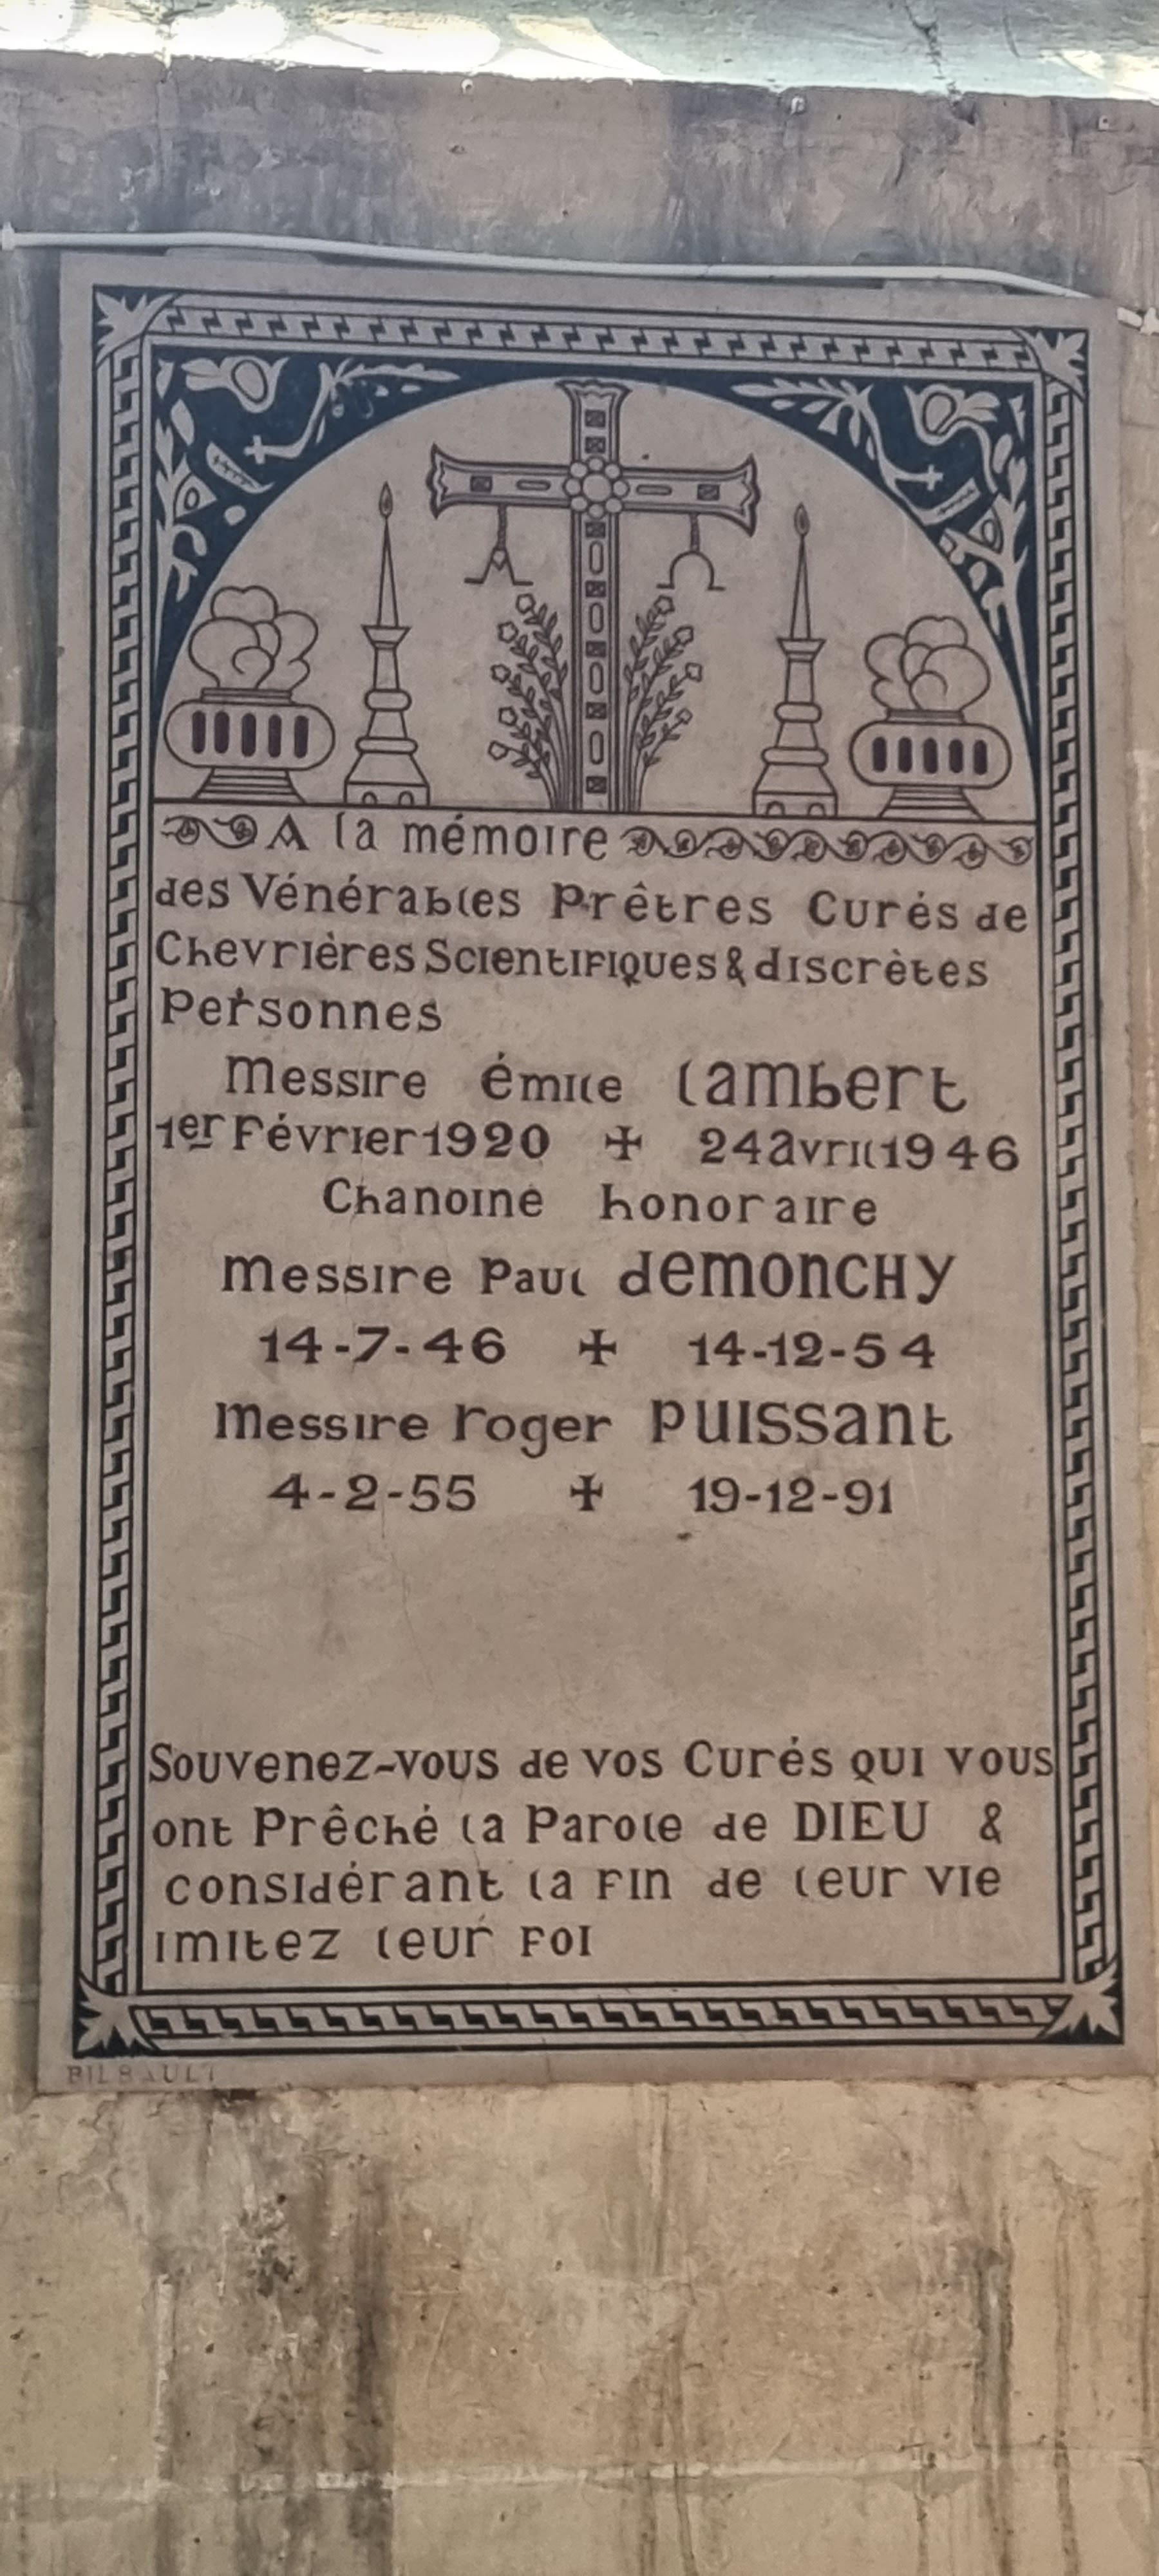 A la mémoire
des Vénérables Prêtres Curés de
Chevrières Scientifiques & discrètes
Personnes
Messire émile Lambert
1er Février 1920 ✠ 24 avril 1946
Chanoine honoraire
Messire Paul DEMONCHY
14-7-46 ✠ 14-12-54
Messire roger PUISSANT
4-2-55 ✠ 19-12-91
Souvenez-vous de vos Curés QUI vous
ont Prêché la Parole de DIEU &
considérant la Fin de leur vie
imitez leur FOI
BILBAULT